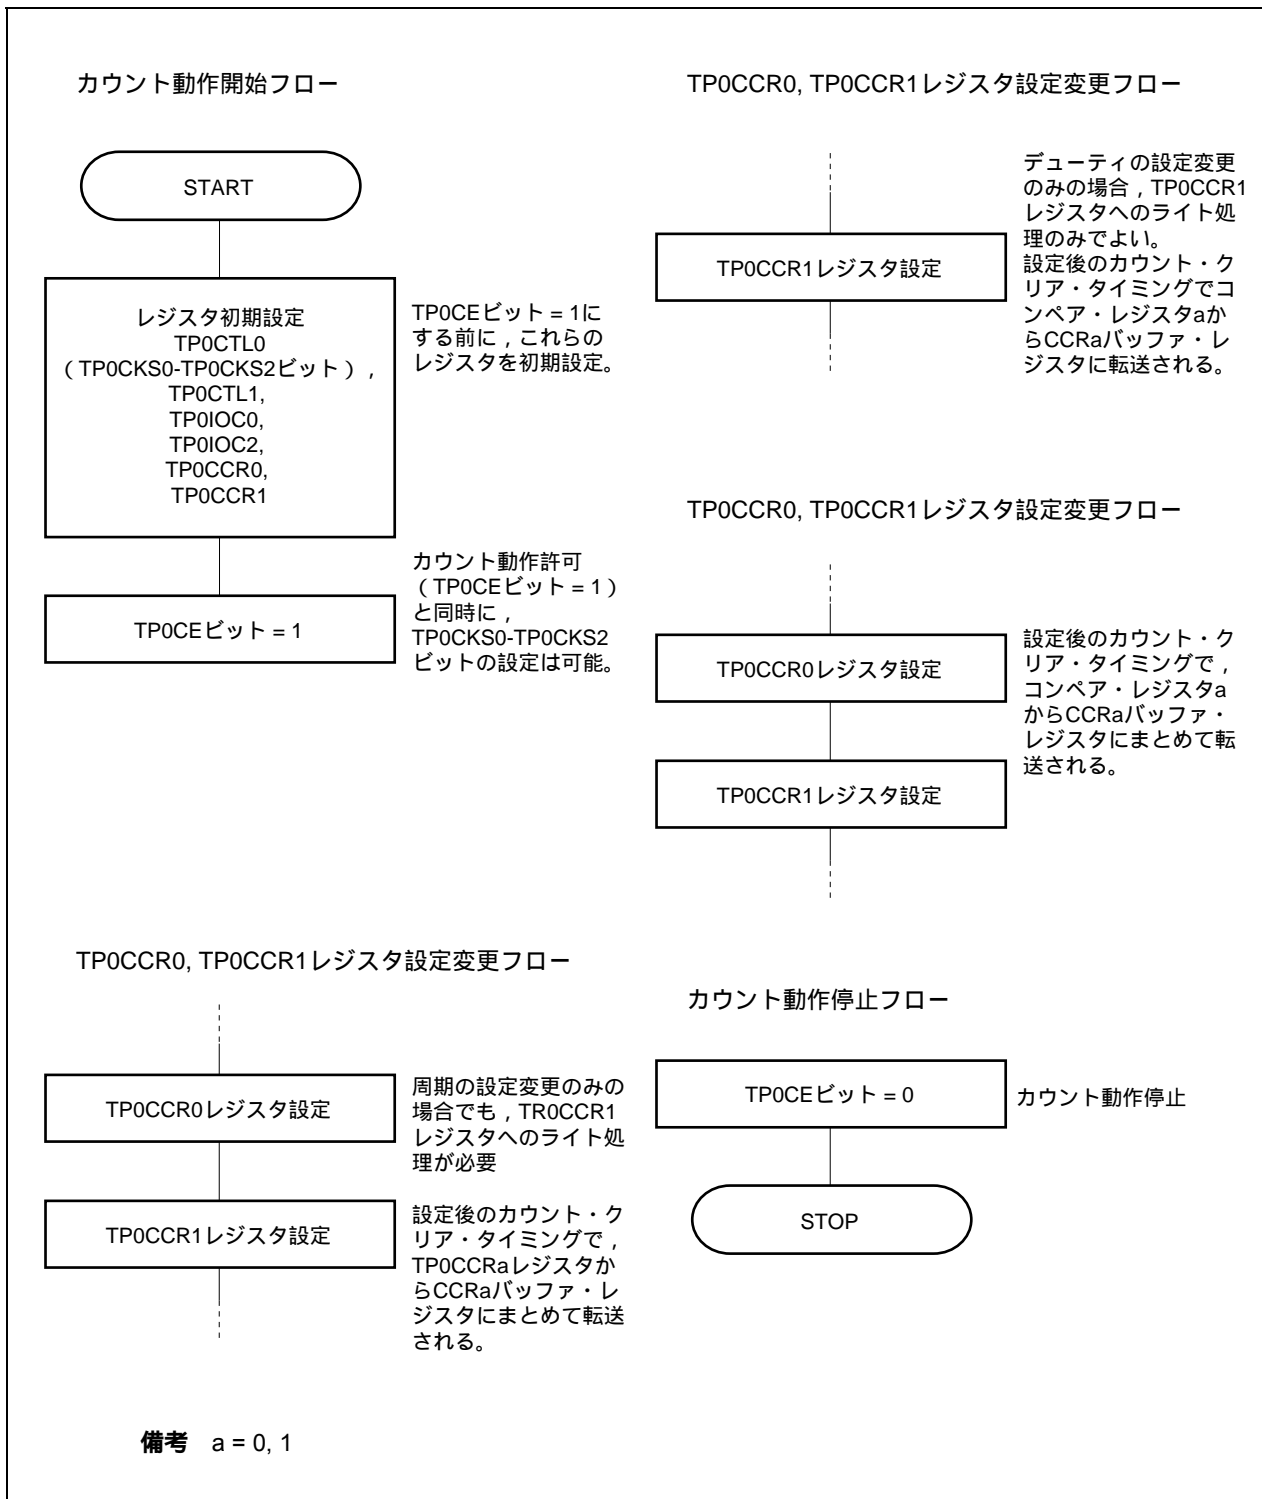 カウント動作開始フロー
START
レジスタ初期設定
TP0CTL0
（TP0CKS0-TP0CKS2ビット），
TP0CTL1,
TP0IOC0,
TP0IOC2,
TP0CCR0,
TP0CCR1
TP0CEビット = 1に
する前に，これらの
レジスタを初期設定。
TP0CEビット = 1
カウント動作許可
（TP0CEビット = 1）
と同時に，
TP0CKS0-TP0CKS2
ビットの設定は可能。
TP0CCR0, TP0CCR1レジスタ設定変更フロー
TP0CCR0レジスタ設定
周期の設定変更のみの
場合でも，TR0CCR1
レジスタへのライト処
理が必要
TP0CCR1レジスタ設定
設定後のカウント・ク
リア・タイミングで，
TP0CCRaレジスタか
らCCRaバッファ・レ
ジスタにまとめて転送
される。
TP0CCR0, TP0CCR1レジスタ設定変更フロー
TP0CCR1レジスタ設定
デューティの設定変更
のみの場合，TP0CCR1
レジスタへのライト処
理のみでよい。
設定後のカウント・ク
リア・タイミングでコ
ンペア・レジスタaか
らCCRaバッファ・レ
ジスタに転送される。
TP0CCR0, TP0CCR1レジスタ設定変更フロー
TP0CCR0レジスタ設定
設定後のカウント・ク
リア・タイミングで，
コンペア・レジスタa
からCCRaバッファ・
レジスタにまとめて転
送される。
TP0CCR1レジスタ設定
カウント動作停止フロー
TP0CEビット = 0
カウント動作停止
STOP
備考 a = 0, 1